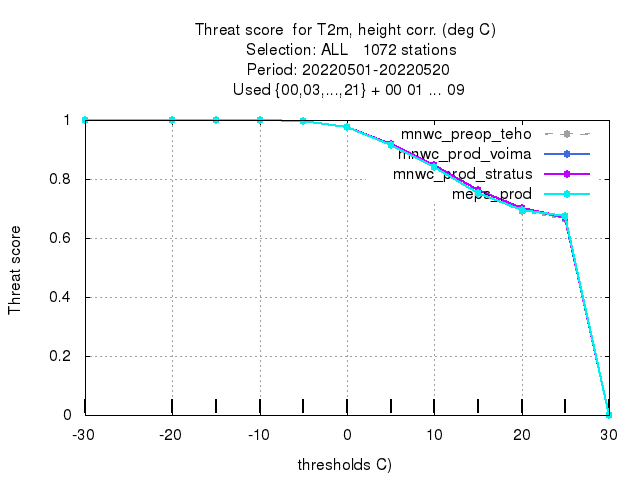 Threat score  for T2m, height corr. (deg C)
Selection: ALL   1072 stations
Period: 20220501-20220520
Used {00,03,...,21} + 00 01 ... 09
mnwc_preop_teho
mnwc_prod_voima
mnwc_prod_stratus
meps_prod
Threat score
1
0.8
0.6
0.4
0.2
0
-30 -20 -10 0 10 20 30
thresholds C)